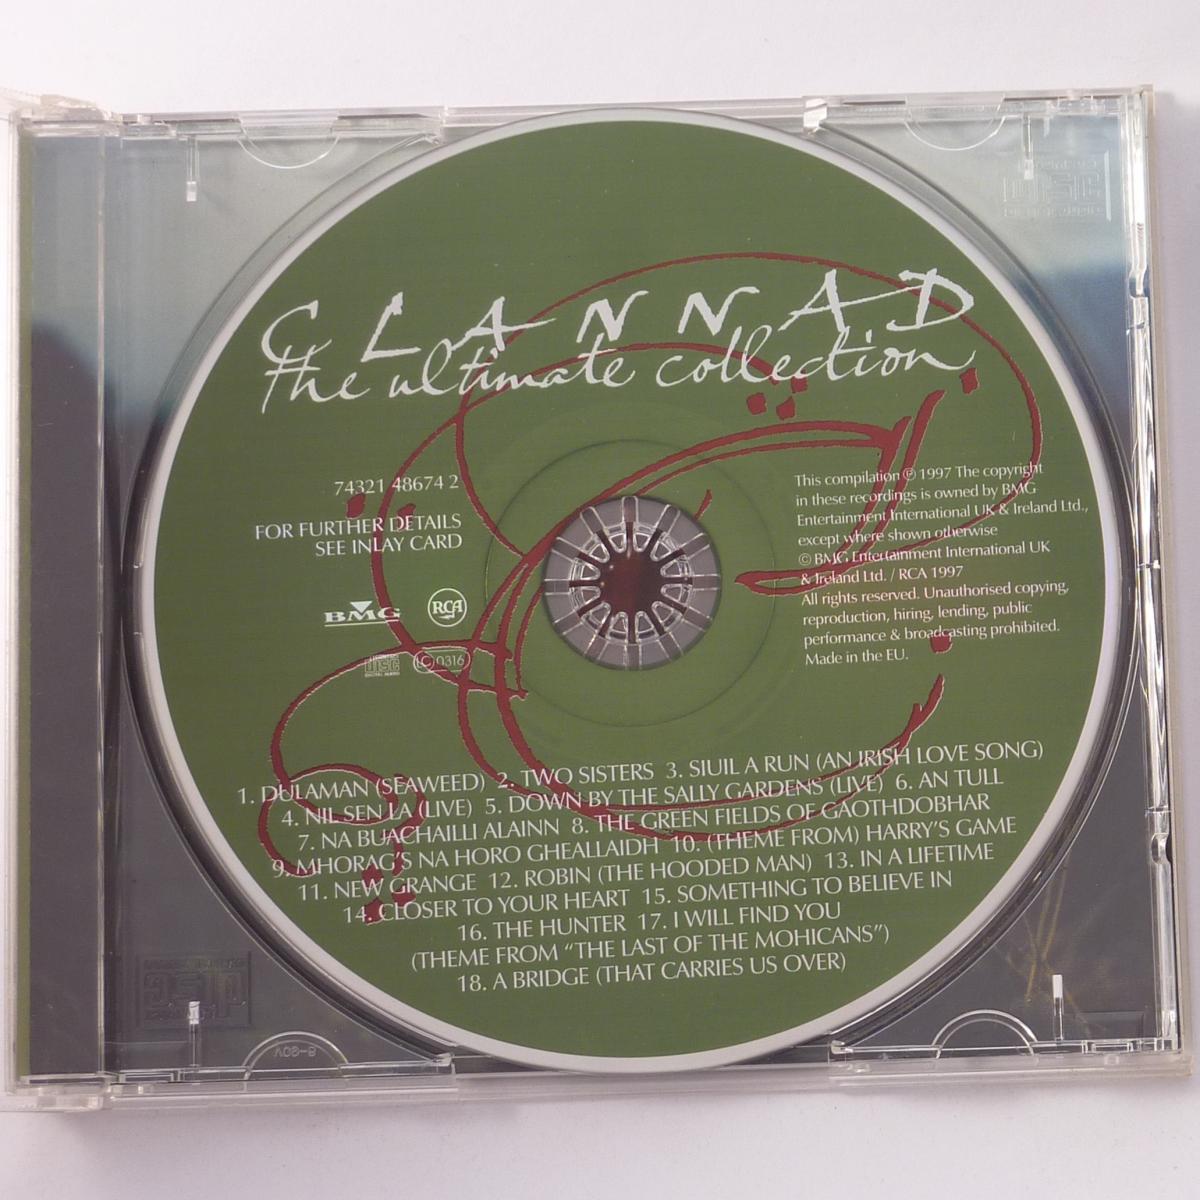 CLANNAD
The ultimate collection
74321 48674 2
FOR FURTHER DETAILS
SEE INLAY CARD
BMG
RCA
DISC
DIGITAL AUDIO
LC 0316
This compilation ℗ 1997 The copyright
in these recordings is owned by BMG
Entertainment International UK & Ireland Ltd.,
except where shown otherwise
© BMG Entertainment International UK
& Ireland Ltd. / RCA 1997
All rights reserved. Unauthorised copying,
reproduction, hiring, lending, public
performance & broadcasting prohibited.
Made in the EU.
1. DULAMAN (SEAWEED) 2. TWO SISTERS 3. SIUIL A RUN (AN IRISH LOVE SONG)
4. NIL SEN LA (LIVE) 5. DOWN BY THE SALLY GARDENS (LIVE) 6. AN TULL
7. NA BUACHAILLI ALAINN 8. THE GREEN FIELDS OF GAOTHDOBHAR
9. MHORAG'S NA HORO GHEALLAIDH 10. (THEME FROM) HARRY'S GAME
11. NEW GRANGE 12. ROBIN (THE HOODED MAN) 13. IN A LIFETIME
14. CLOSER TO YOUR HEART 15. SOMETHING TO BELIEVE IN
16. THE HUNTER 17. I WILL FIND YOU
(THEME FROM “THE LAST OF THE MOHICANS”)
18. A BRIDGE (THAT CARRIES US OVER)